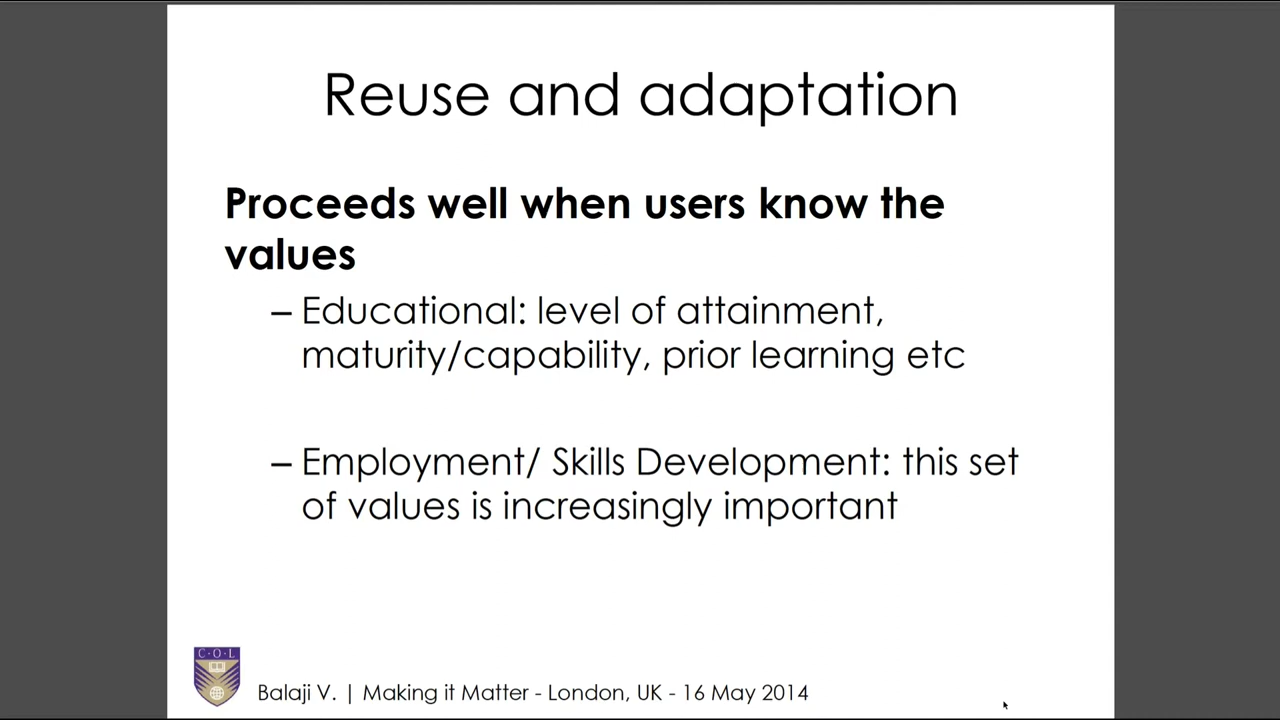 Reuse and adaptation
Proceeds well when users know the
values
– Educational: level of attainment,
maturity/capability, prior learning etc
– Employment/ Skills Development: this set
of values is increasingly important
C·O·L
Balaji V. | Making it Matter - London, UK - 16 May 2014